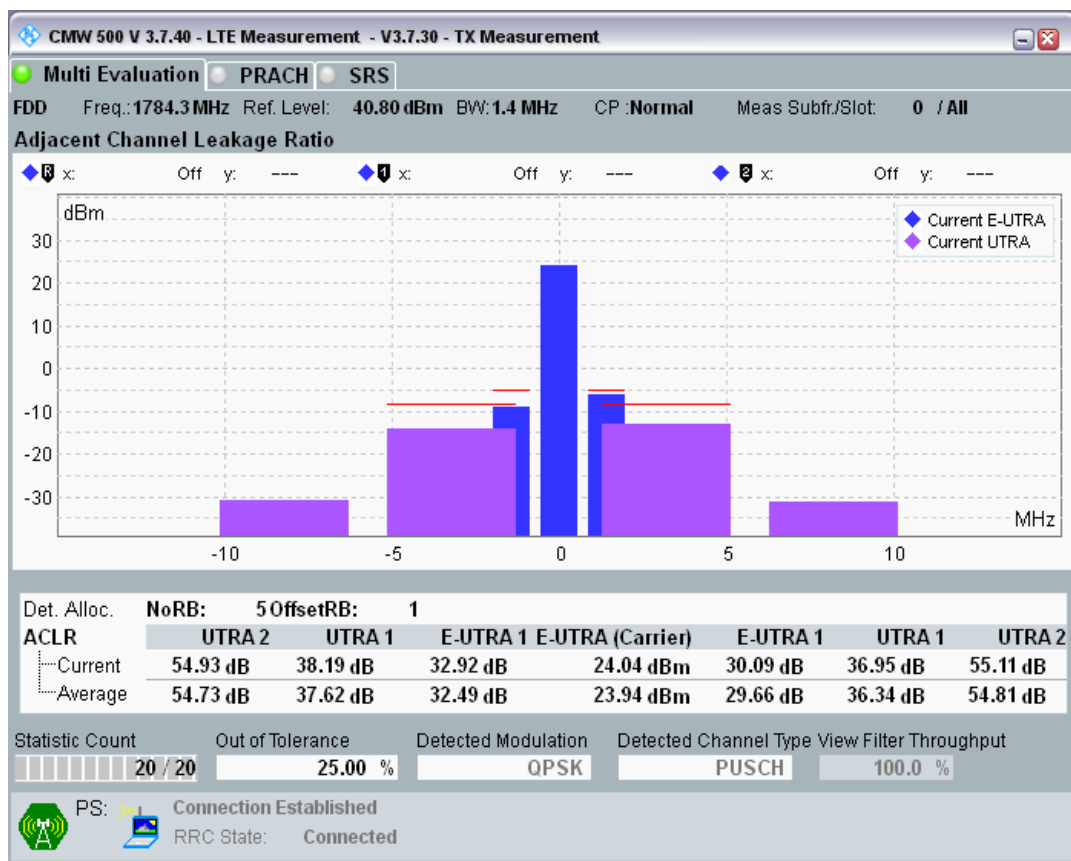 CMW 500 V 3.7.40 - LTE Measurement - V3.7.30 - TX Measurement
Multi Evaluation PRACH SRS
FDD Freq.:1784.3 MHz Ref. Level: 40.80 dBm BW:1.4 MHz CP :Normal Meas Subfr./Slot: 0 / All
Adjacent Channel Leakage Ratio
R x: Off y: --- 1 x: Off y: --- 2 x: Off y: ---
dBm
Current E-UTRA
Current UTRA
30
20
10
0
-10
-20
-30
MHz
-10 -5 0 5 10
Det. Alloc. NoRB: 5 OffsetRB: 1
ACLR UTRA 2 UTRA 1 E-UTRA 1 E-UTRA (Carrier) E-UTRA 1 UTRA 1 UTRA 2
Current 54.93 dB 38.19 dB 32.92 dB 24.04 dBm 30.09 dB 36.95 dB 55.11 dB
Average 54.73 dB 37.62 dB 32.49 dB 23.94 dBm 29.66 dB 36.34 dB 54.81 dB
Statistic Count Out of Tolerance Detected Modulation Detected Channel Type View Filter Throughput
20 / 20 25.00 % QPSK PUSCH 100.0 %
PS: Connection Established
RRC State: Connected